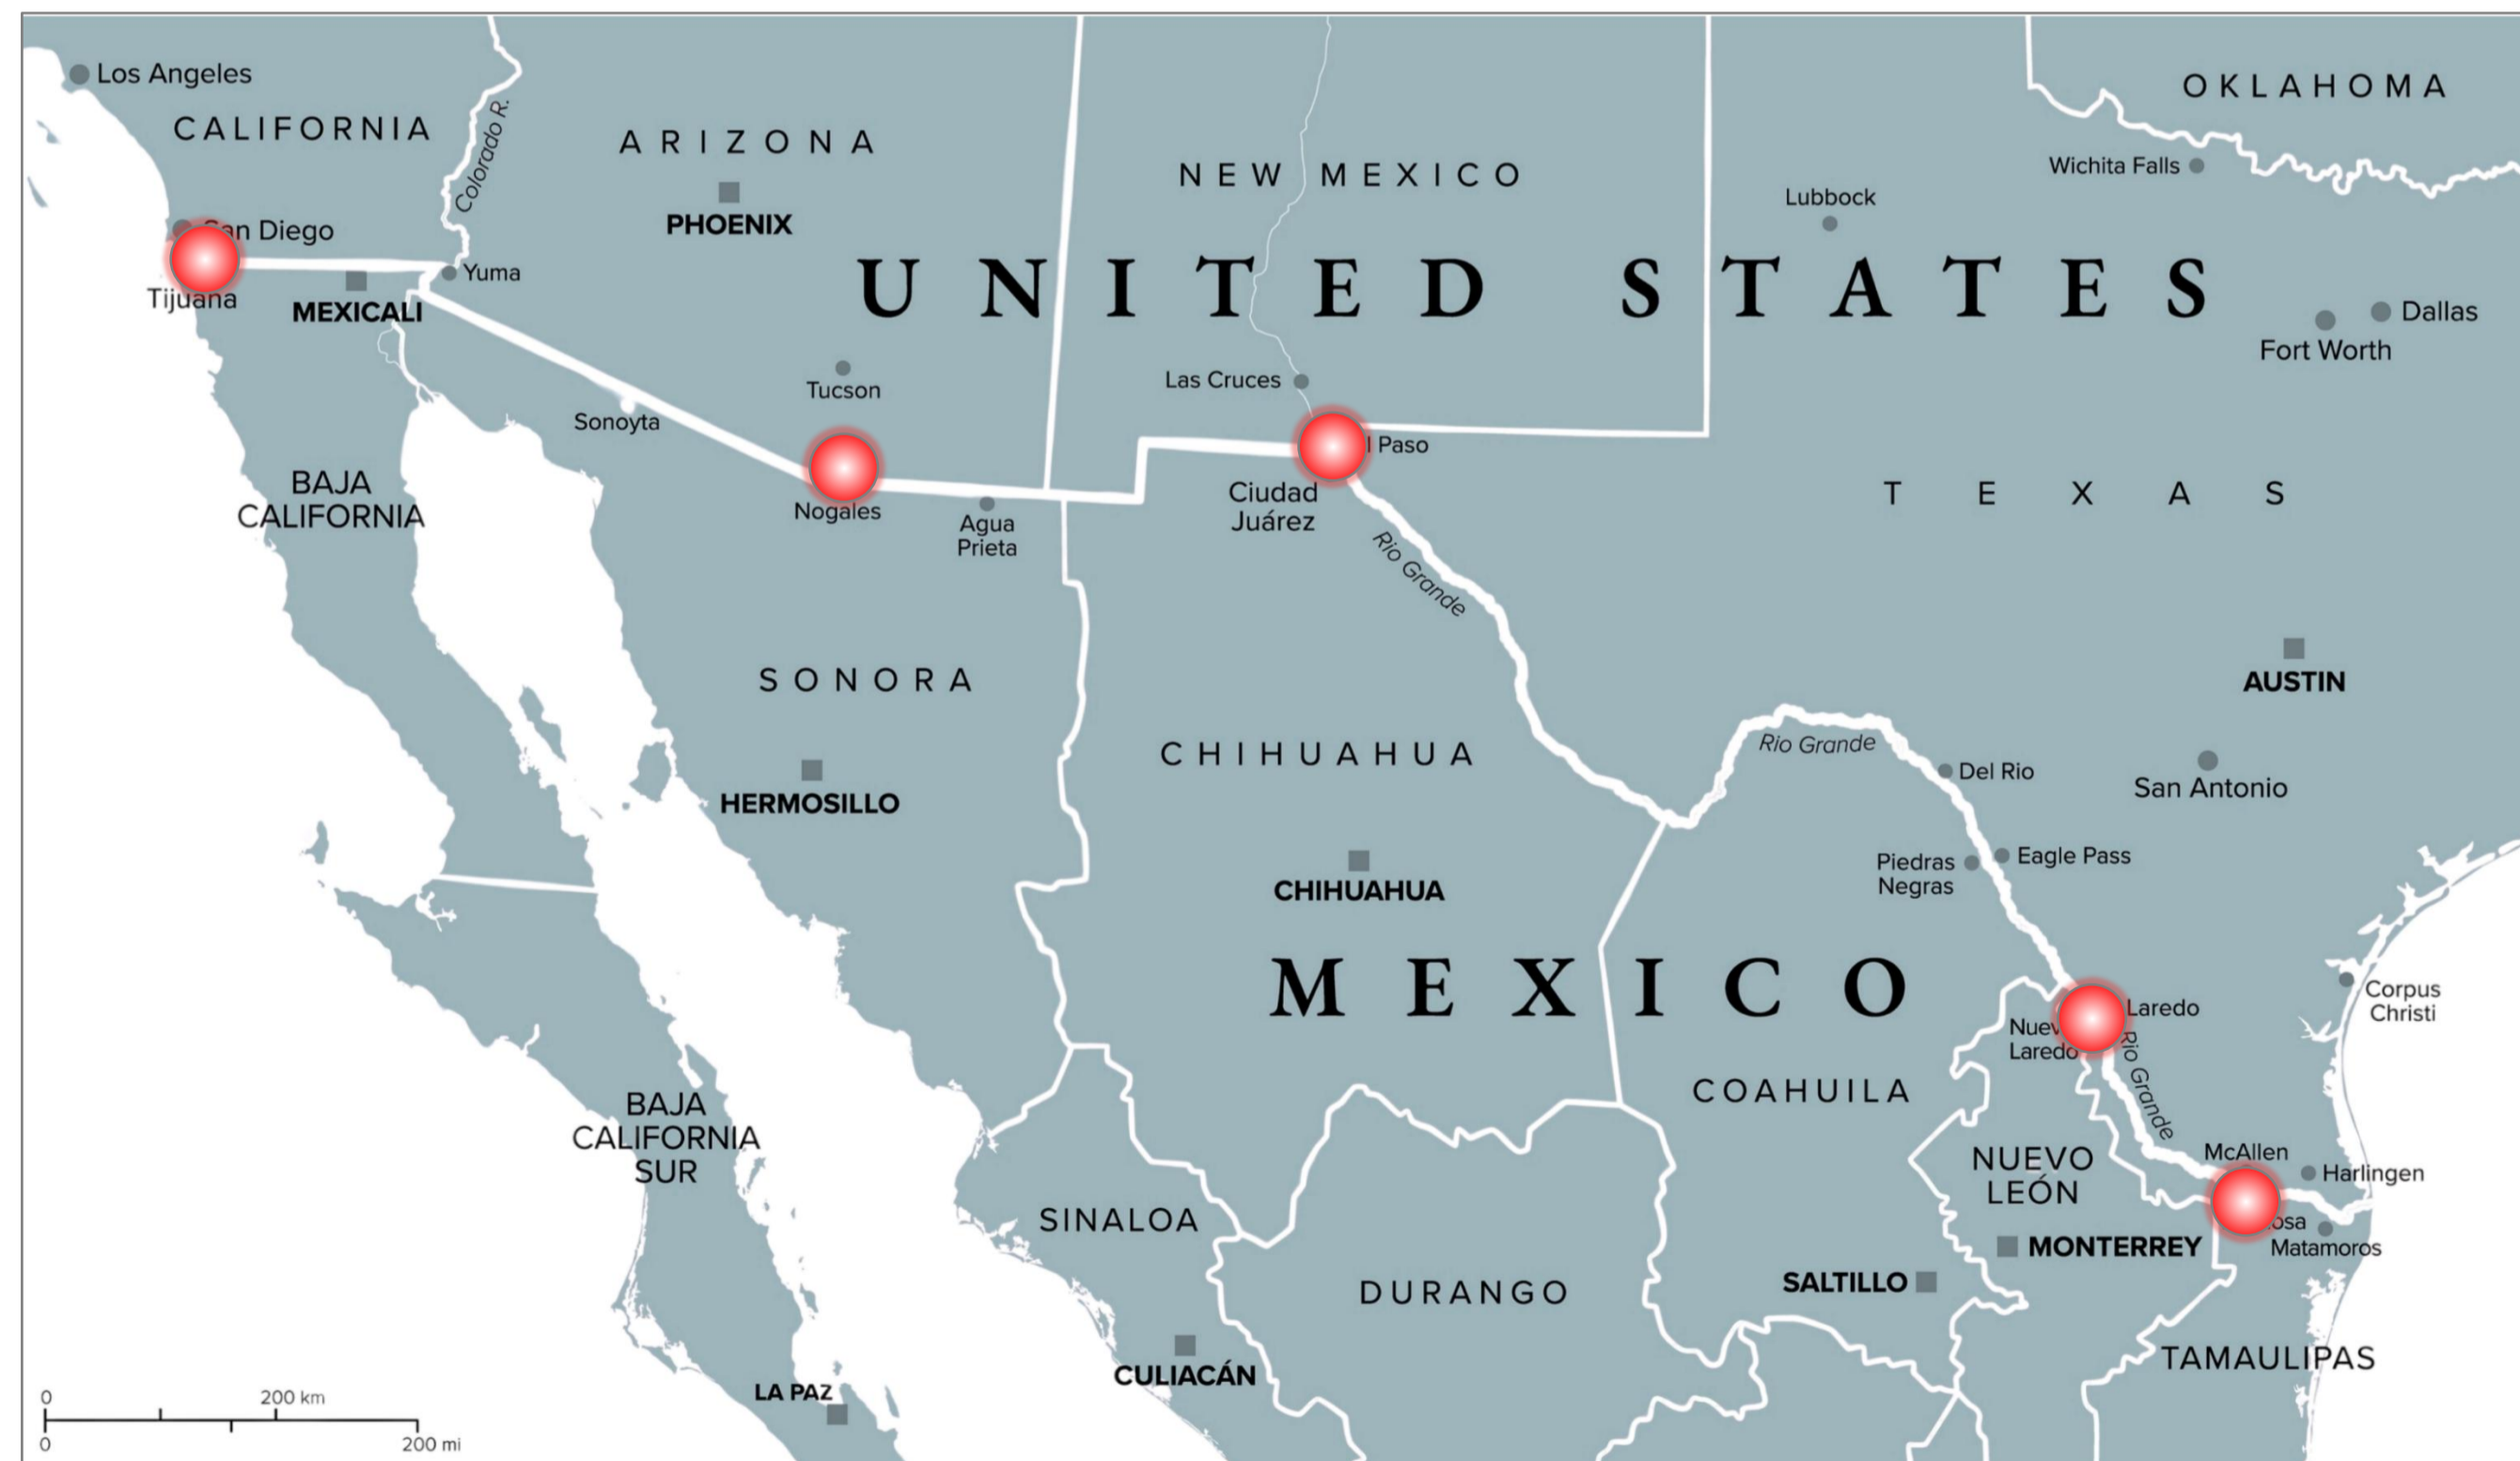 Los Angeles
CALIFORNIA
Colorado R.
ARIZONA
PHOENIX
NEW MEXICO
OKLAHOMA
Wichita Falls
Lubbock
San Diego
Tijuana
MEXICALI
Yuma
UNITED STATES
Dallas
Fort Worth
Tucson
Las Cruces
Sonoyta
Paso
Nogales
Agua
Prieta
Ciudad
Juárez
Rio Grande
TEXAS
BAJA
CALIFORNIA
SONORA
AUSTIN
CHIHUAHUA
Rio Grande
Del Rio
San Antonio
HERMOSILLO
CHIHUAHUA
Piedras
Negras
Eagle Pass
MEXICO
Corpus
Christi
Laredo
Laredo
Rio Grande
COAHUILA
BAJA
CALIFORNIA
SUR
NUEVO
LEÓN
McAllen
Harlingen
SINALOA
MONTERREY
Matamoros
SALTILLO
DURANGO
TAMAULIPAS
CULIACÁN
LA PAZ
0 200 km
0 200 mi